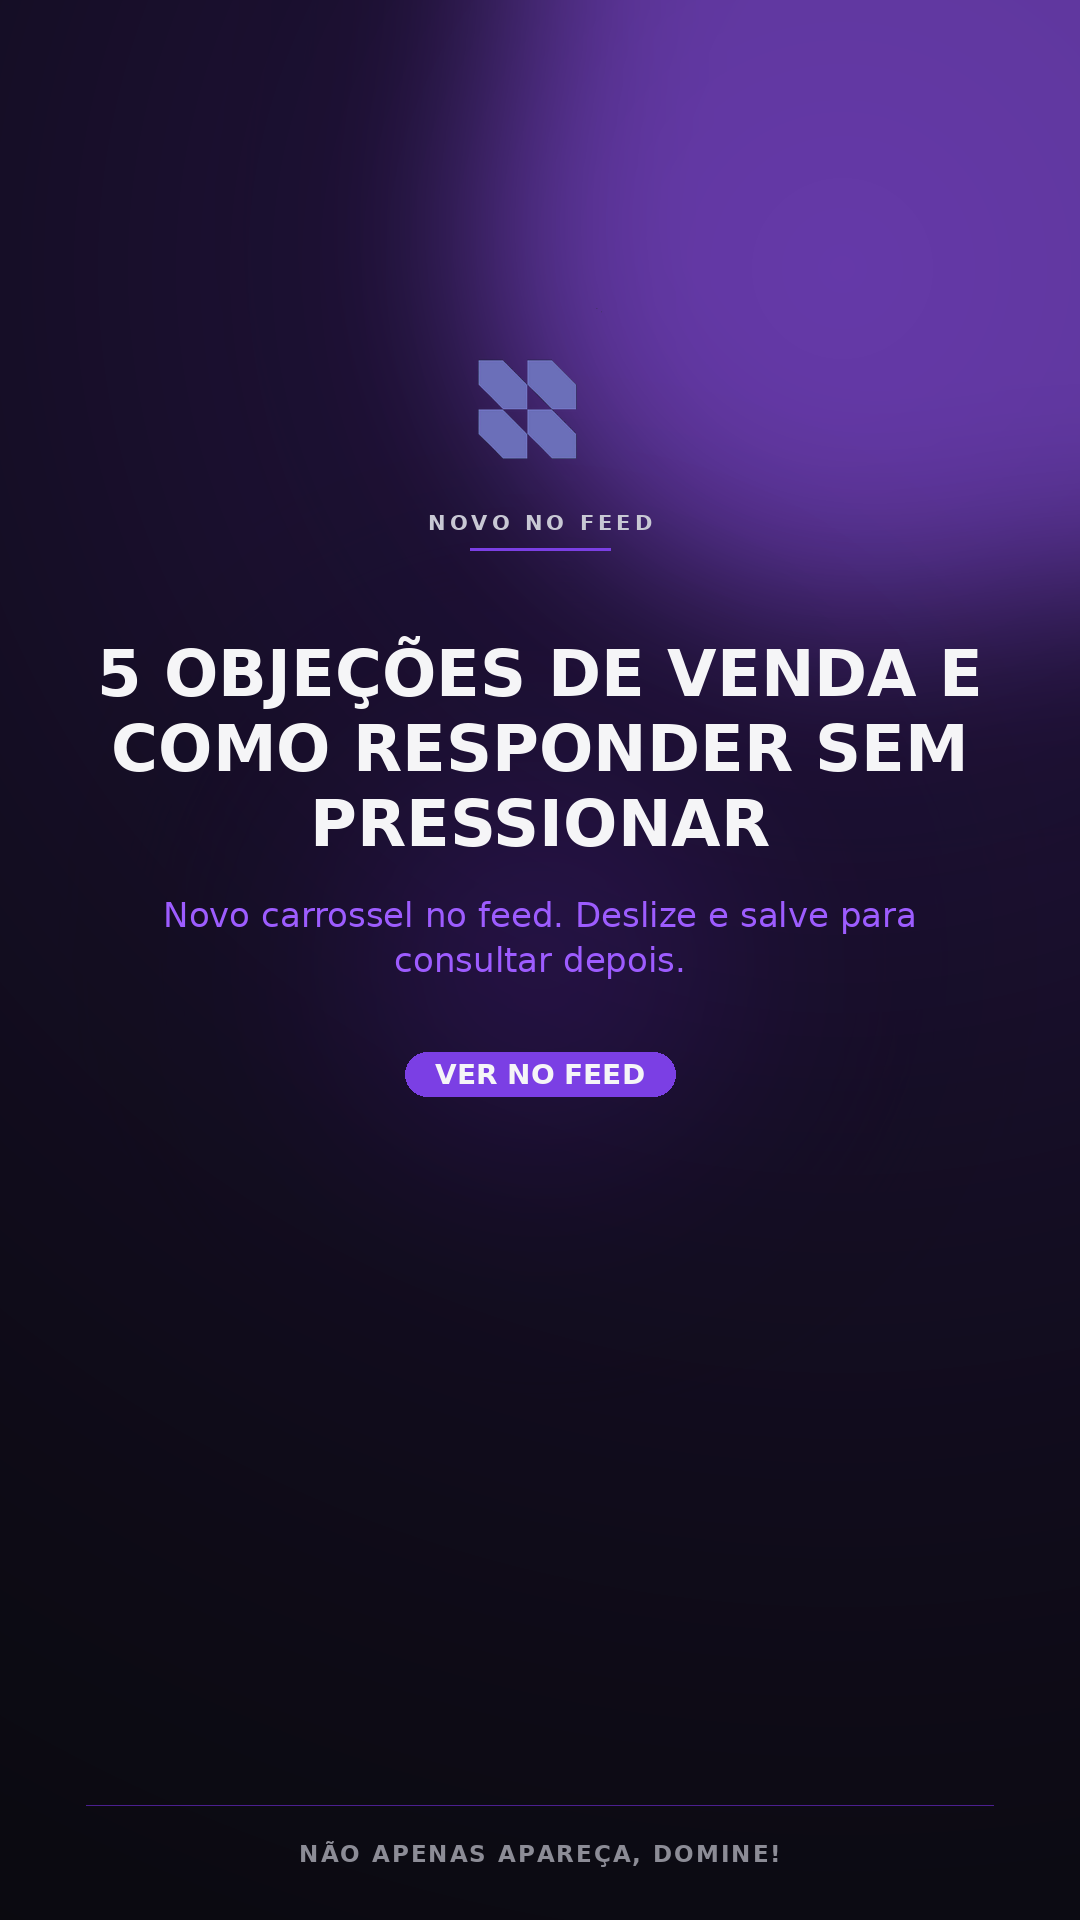 NOVO NO FEED
5 OBJEÇÕES DE VENDA E
COMO RESPONDER SEM
PRESSIONAR
Novo carrossel no feed. Deslize e salve para
consultar depois.
VER NO FEED
NÃO APENAS APAREÇA, DOMINE!